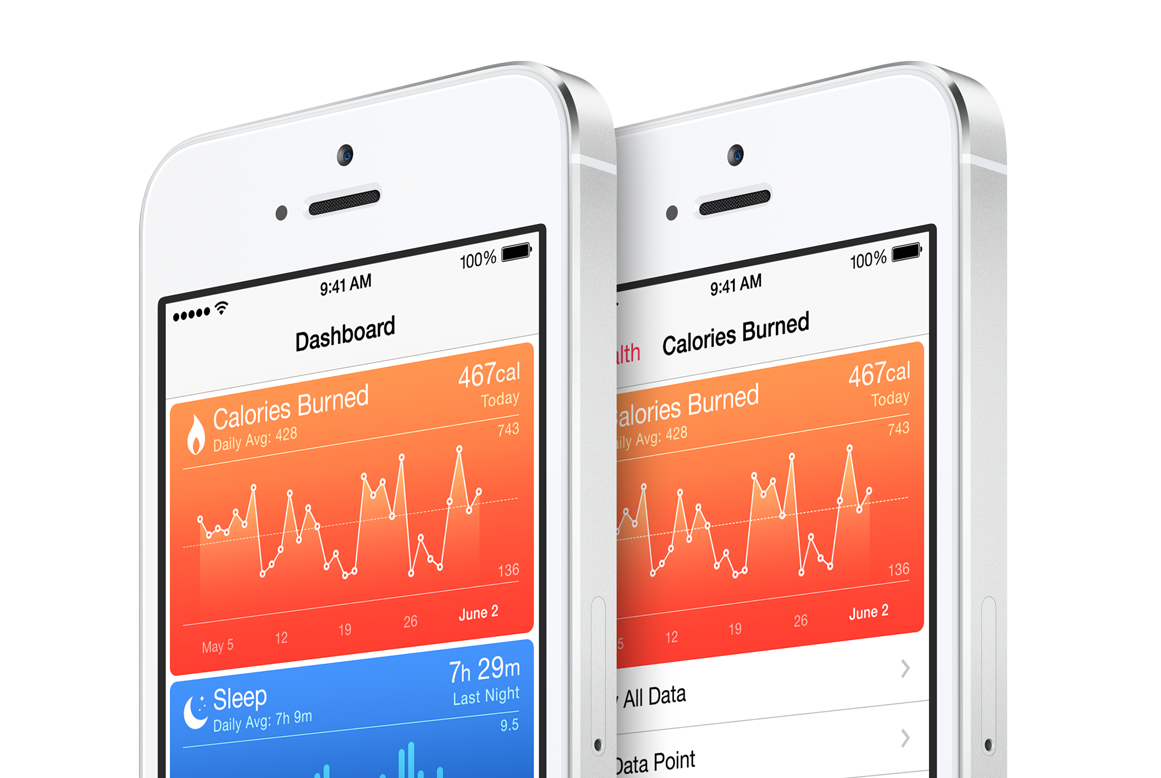 100%
9:41 AM
Dashboard
Calories Burned
467cal
Daily Avg: 428
Today
743
136
May 5
12
19
26
June 2
Sleep
7h 29m
Daily Avg: 7h 9m
Last Night
9.5
100%
9:41 AM
alth
Calories Burned
alories Burned
467cal
ily Avg: 428
Today
743
136
5
12
19
26
June 2
All Data
Data Point